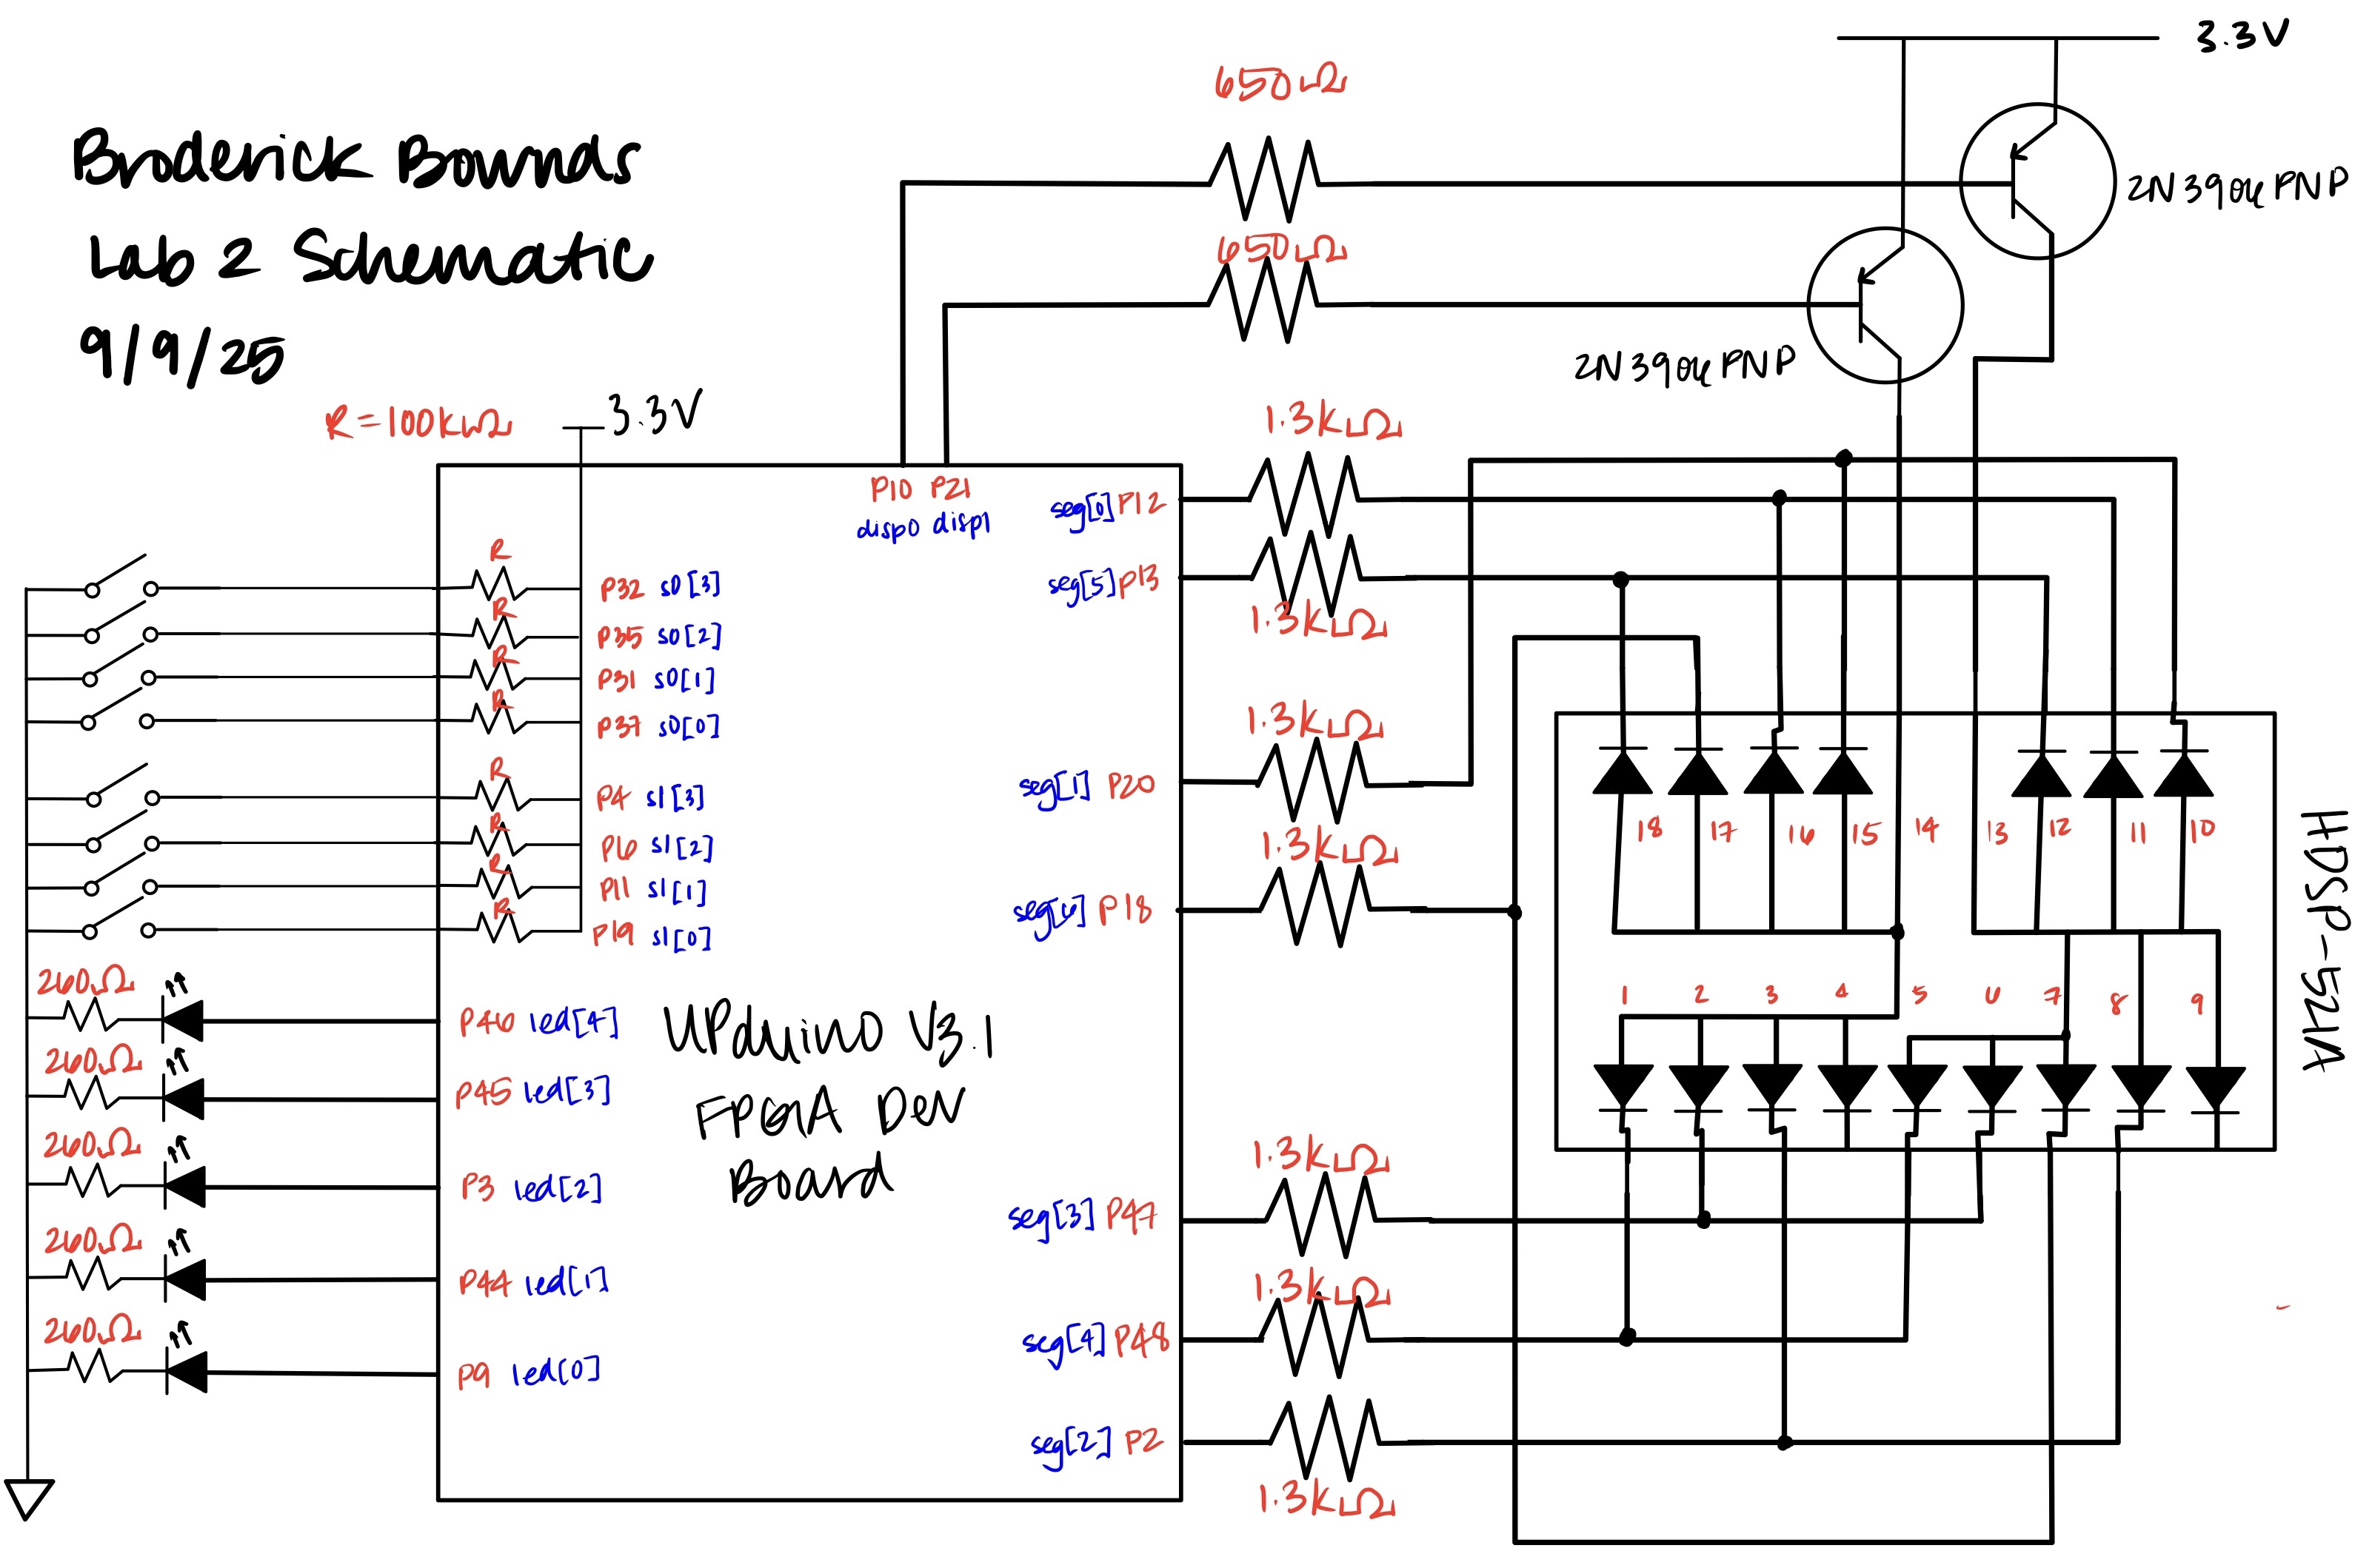 Broderick Bownds
Lab 2 Schematic
9/9/25
3.3V
650Ω
2N3904 PNP
650Ω
2N3904 PNP
R=100kΩ
3.3V
P10 P21
disp0 disp1
1.3kΩ
seg[0] P12
seg[5] P13
1.3kΩ
R
P32 s0[3]
R
P35 s0[2]
R
P31 s0[1]
R
P37 s0[0]
R
P4 s1[3]
R
P16 s1[2]
R
P11 s1[1]
R
P19 s1[0]
1.3kΩ
seg[1] P20
1.3kΩ
P18
18 17 16 15 14 13 12 11 10
1 2 3 4 5 6 7 8 9
HDSP-521A
260Ω
P46 led[4]
260Ω
P45 led[3]
260Ω
P3 led[2]
260Ω
P44 led[1]
260Ω
P9 led[0]
UPduino V3.1
FPGA Dev
Board
1.3kΩ
seg[3] P47
1.3kΩ
seg[4] P48
seg[2] P2
1.3kΩ